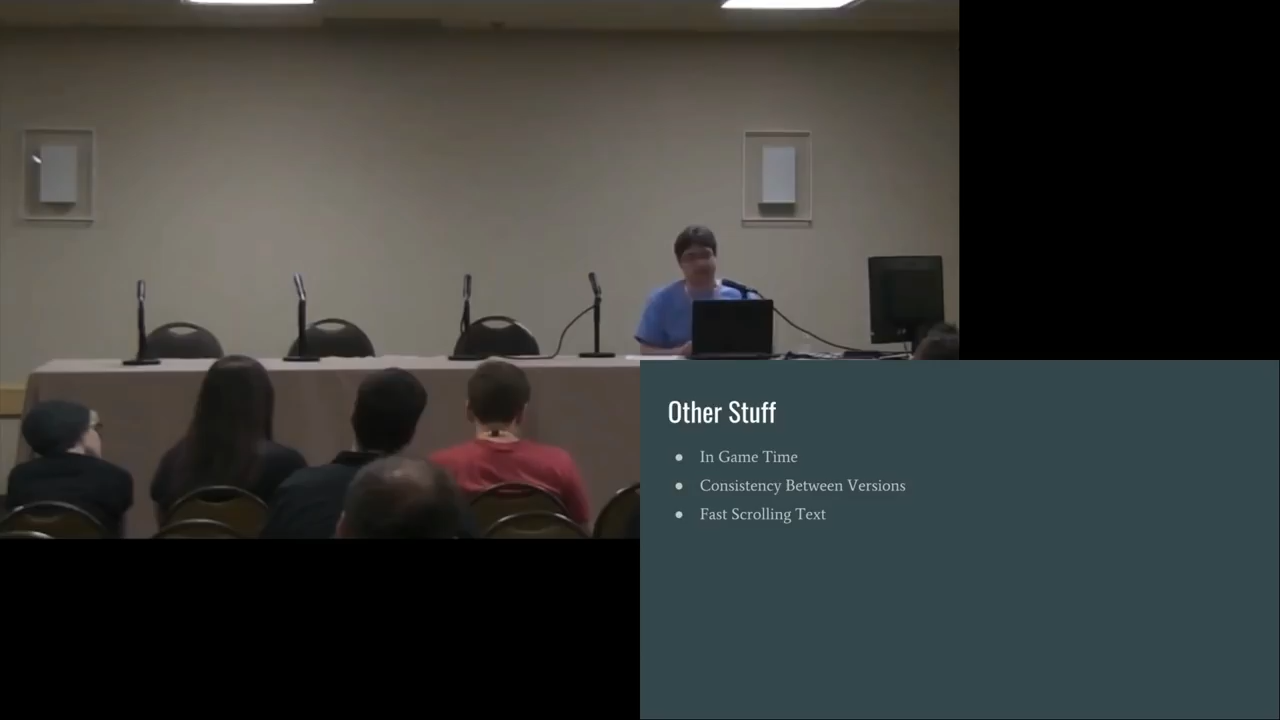 Other Stuff
In Game Time
Consistency Between Versions
Fast Scrolling Text